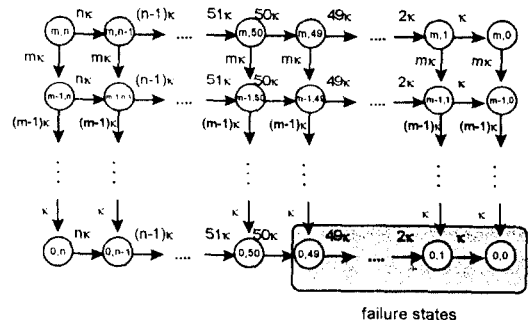 nκ (n-1)κ 51κ 50κ 49κ 2κ κ
m,n m,n-1 .... m,50 m,49 .... m,1 m,0
mκ mκ mκ mκ mκ mκ
nκ (n-1)κ 51κ 50κ 49κ 2κ κ
m-1,n m-1,n-1 .... m-1,50 m-1,49 .... m-1,1 m-1,0
(m-1)κ (m-1)κ (m-1)κ (m-1)κ (m-1)κ (m-1)κ
κ κ κ κ κ κ
nκ (n-1)κ 51κ 50κ 49κ 2κ κ
0,n 0,n-1 .... 0,50 0,49 .... 0,1 0,0
failure states